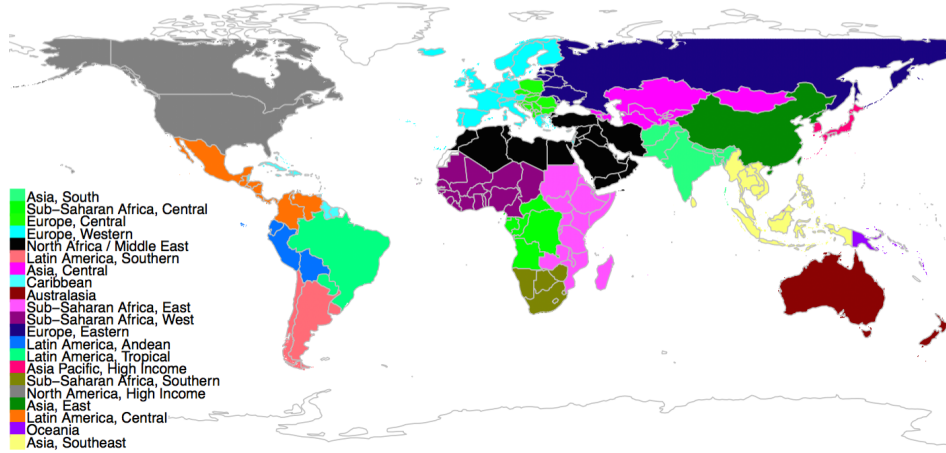 Asia, South
Sub−Saharan Africa, Central
Europe, Central
Europe, Western
North Africa / Middle East
Latin America, Southern
Asia, Central
Caribbean
Australasia
Sub−Saharan Africa, East
Sub−Saharan Africa, West
Europe, Eastern
Latin America, Andean
Latin America, Tropical
Asia Pacific, High Income
Sub−Saharan Africa, Southern
North America, High Income
Asia, East
Latin America, Central
Oceania
Asia, Southeast